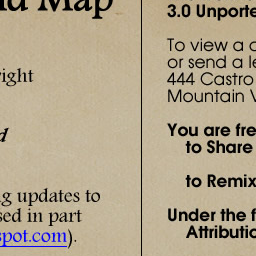 Map
right
g updates to
sed in part
spot.com).
3.0 Unporte
To view a c
or send a le
444 Castro
Mountain V
You are fre
to Share
to Remix
Under the f
Attributio